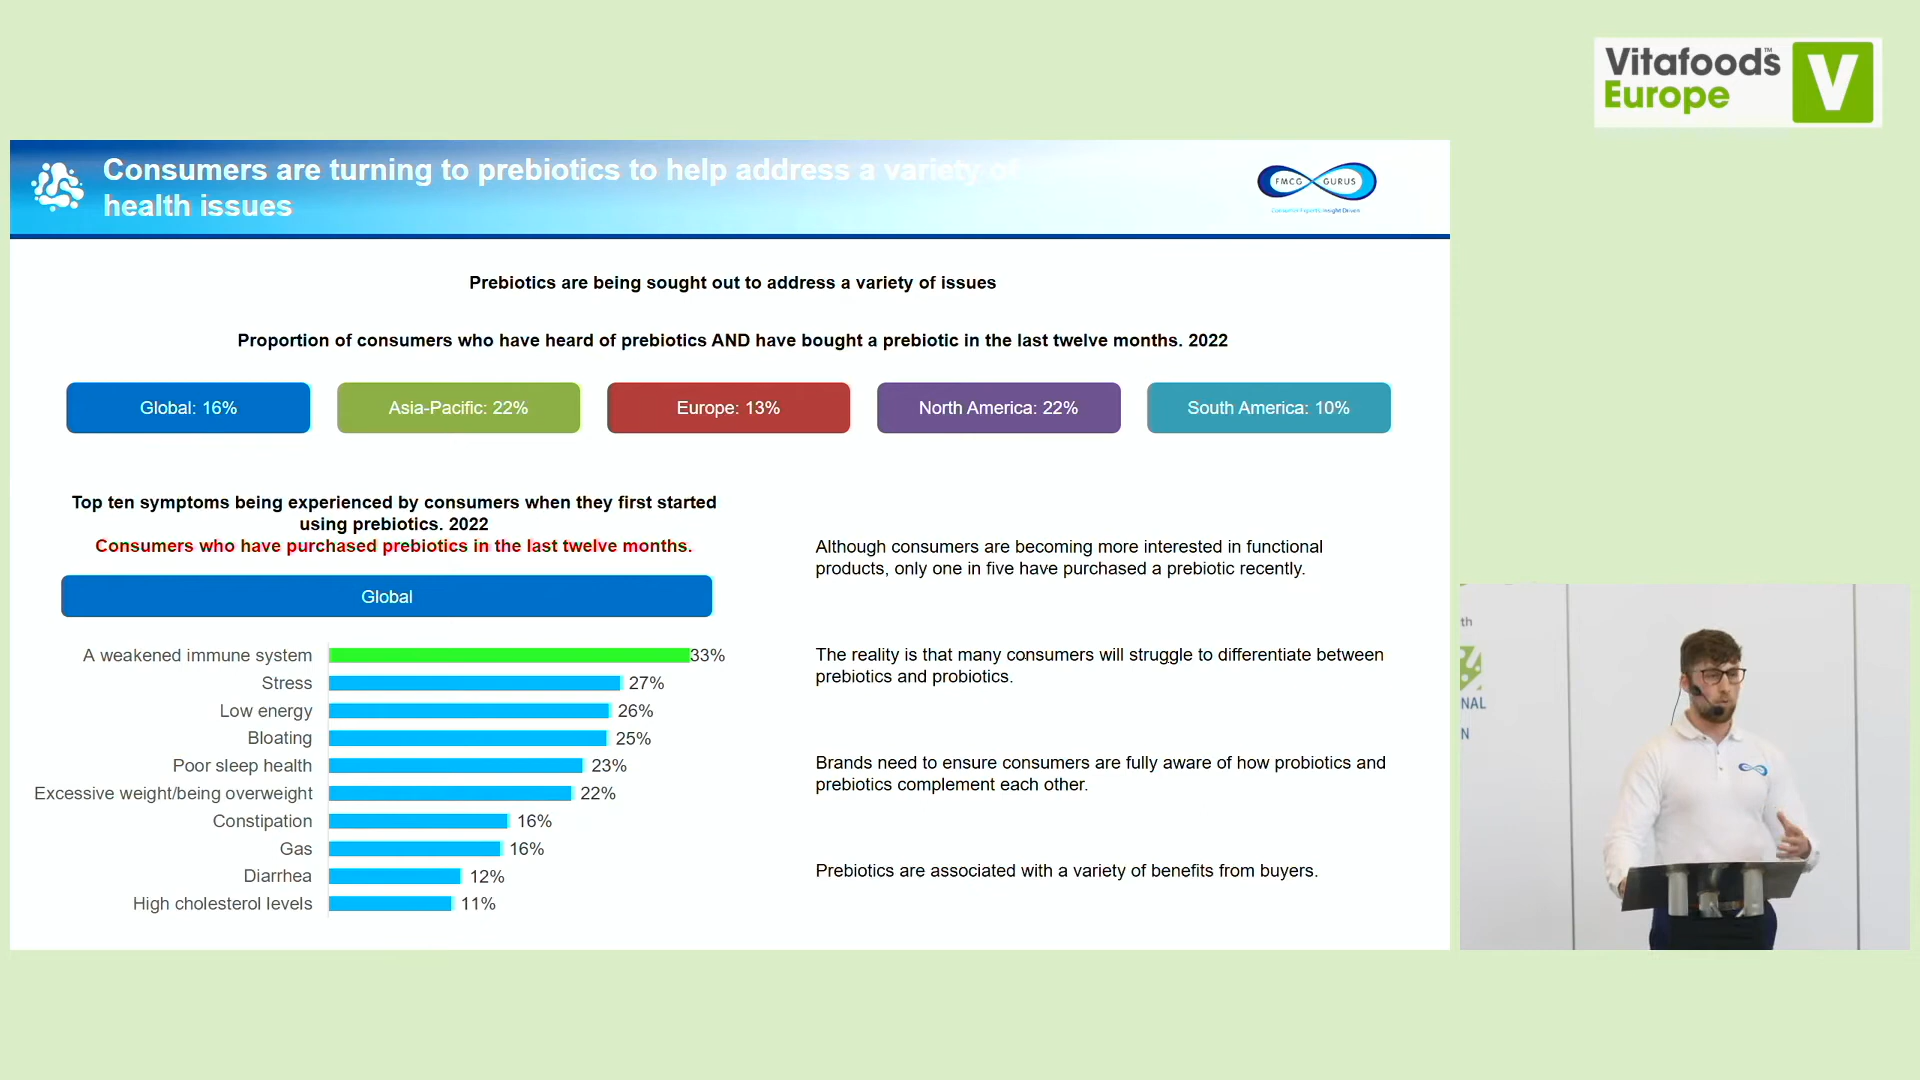 Vitafoods™
Europe
V
Consumers are turning to prebiotics to help address a variety of
health issues
FMCG GURUS
Prebiotics are being sought out to address a variety of issues
Proportion of consumers who have heard of prebiotics AND have bought a prebiotic in the last twelve months. 2022
Global: 16%
Asia-Pacific: 22%
Europe: 13%
North America: 22%
South America: 10%
Top ten symptoms being experienced by consumers when they first started
using prebiotics. 2022
Consumers who have purchased prebiotics in the last twelve months.
Global
A weakened immune system 33%
Stress 27%
Low energy 26%
Bloating 25%
Poor sleep health 23%
Excessive weight/being overweight 22%
Constipation 16%
Gas 16%
Diarrhea 12%
High cholesterol levels 11%
Although consumers are becoming more interested in functional
products, only one in five have purchased a prebiotic recently.
The reality is that many consumers will struggle to differentiate between
prebiotics and probiotics.
Brands need to ensure consumers are fully aware of how probiotics and
prebiotics complement each other.
Prebiotics are associated with a variety of benefits from buyers.
th
NAL
N